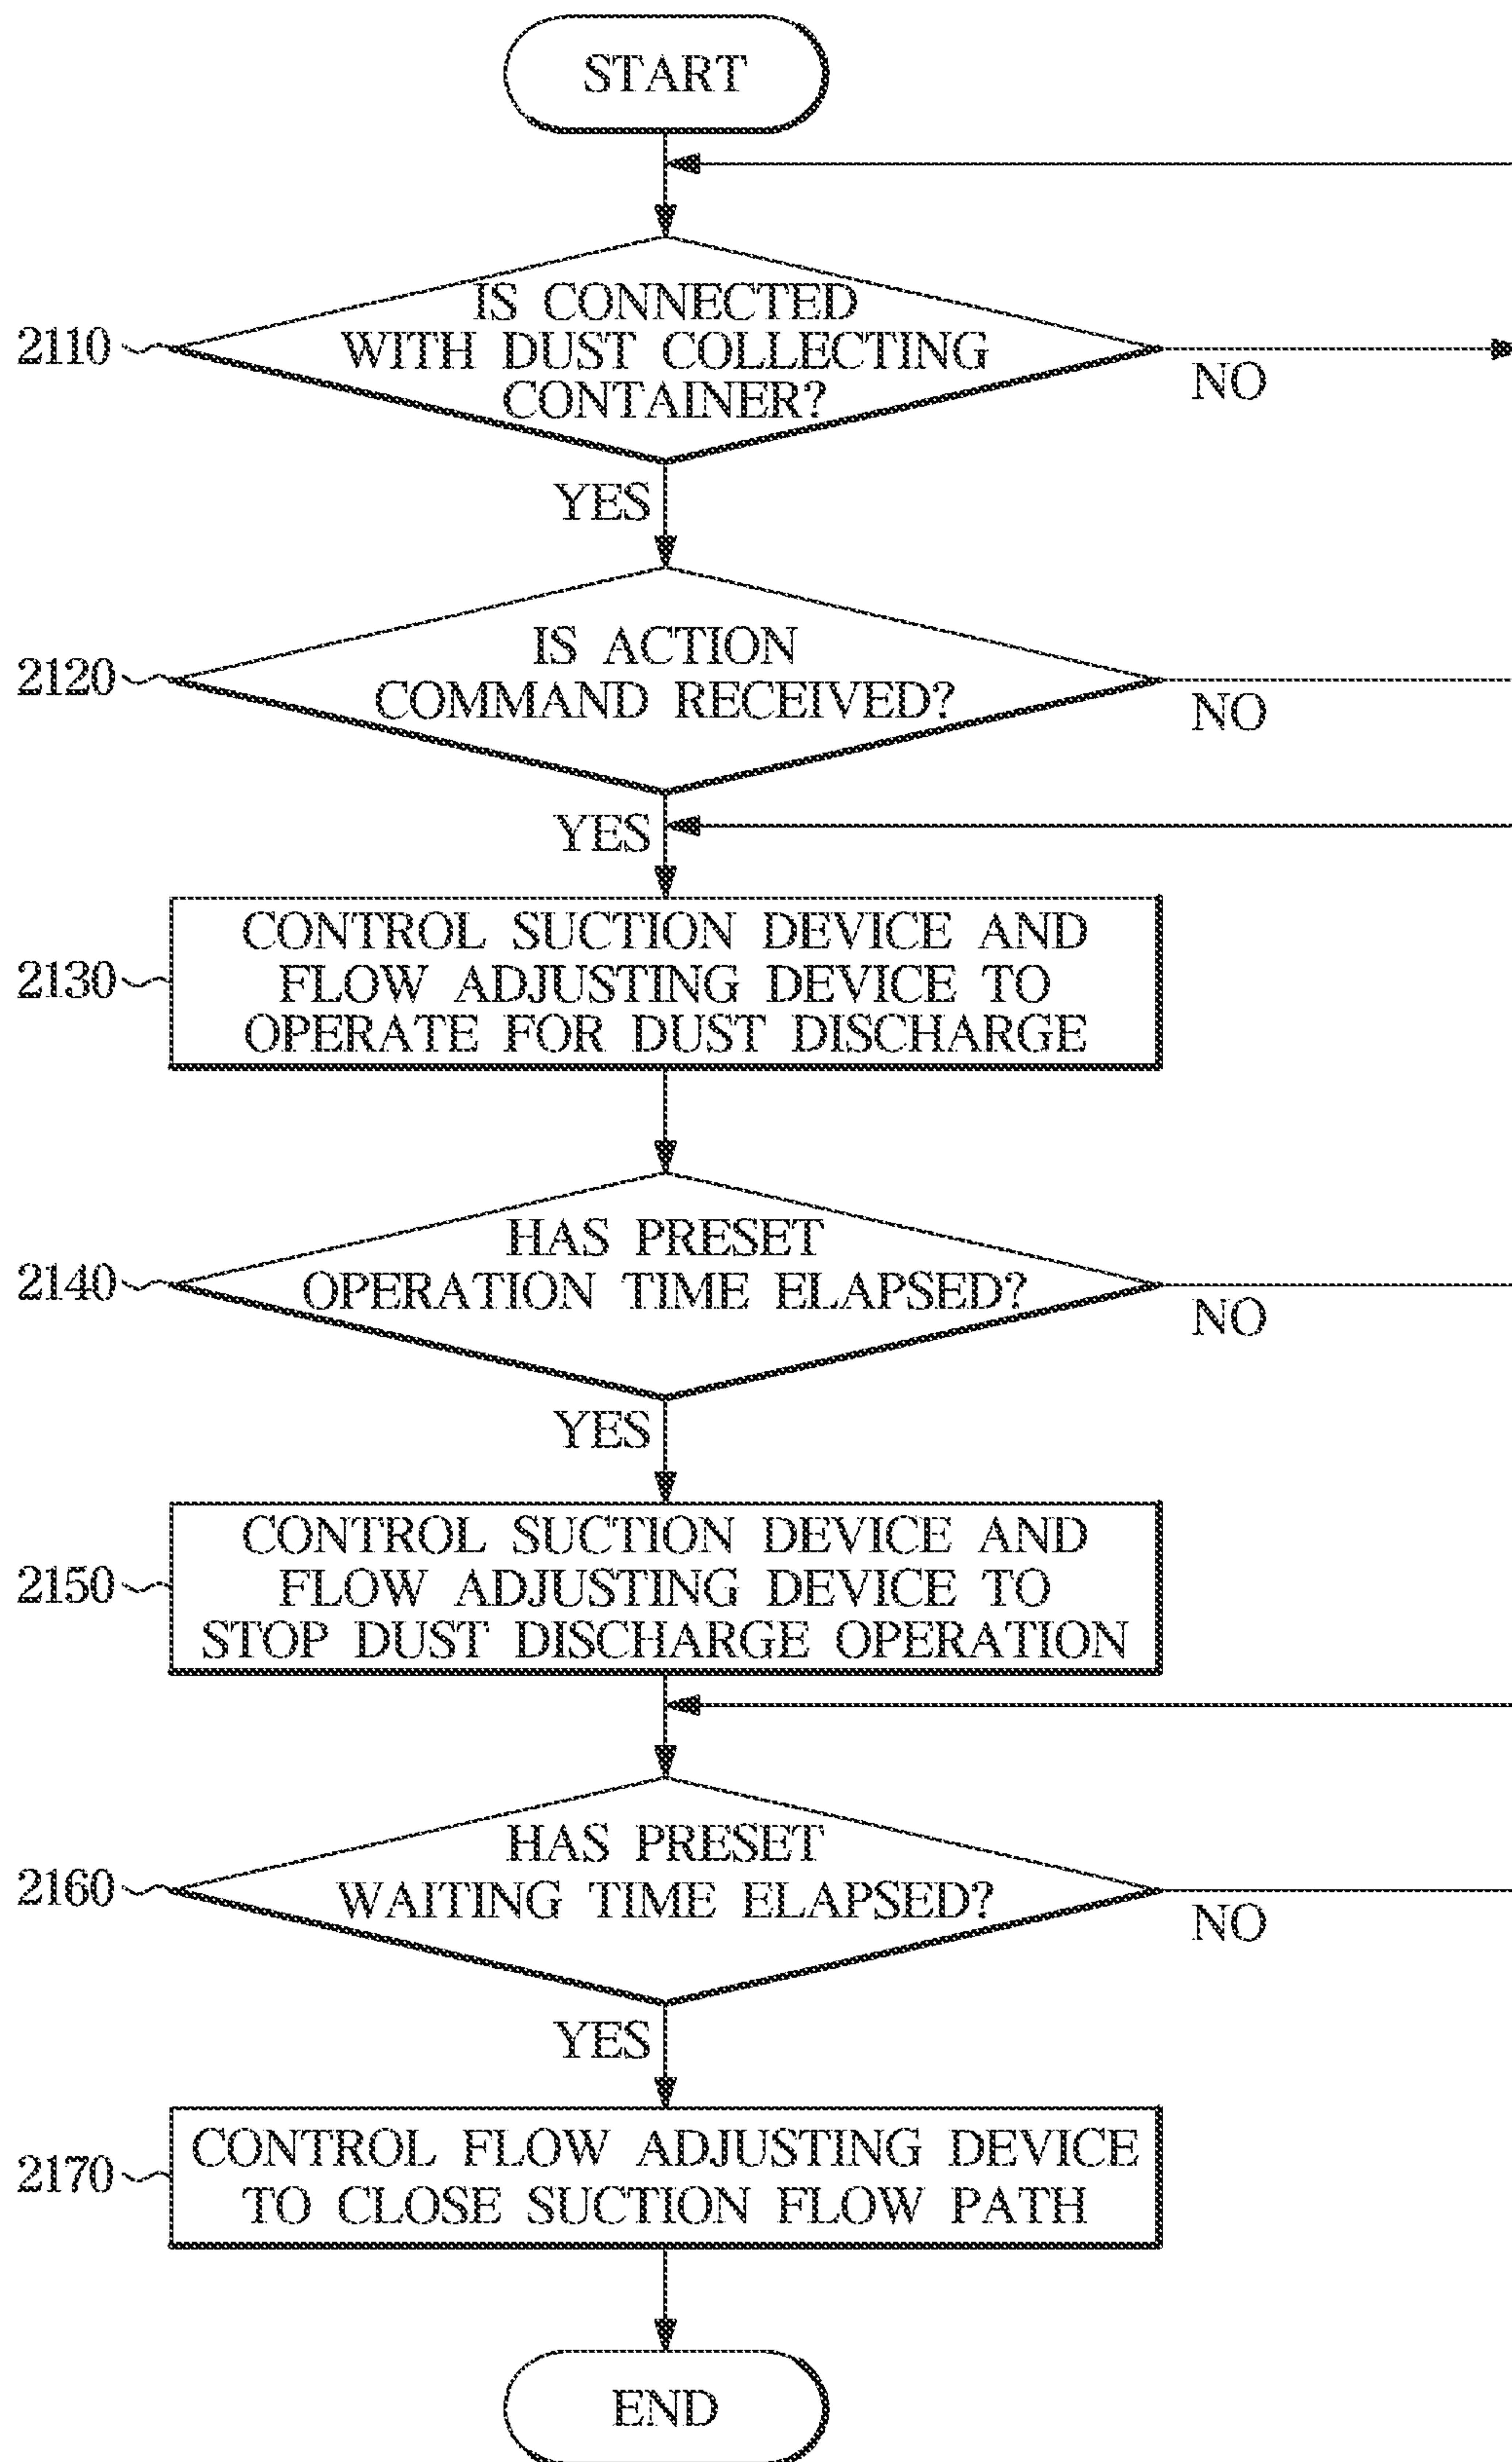 START
IS CONNECTED
WITH DUST COLLECTING
CONTAINER?
2110
NO
YES
IS ACTION
COMMAND RECEIVED?
2120
NO
YES
CONTROL SUCTION DEVICE AND
FLOW ADJUSTING DEVICE TO
OPERATE FOR DUST DISCHARGE
2130
HAS PRESET
OPERATION TIME ELAPSED?
2140
NO
YES
CONTROL SUCTION DEVICE AND
FLOW ADJUSTING DEVICE TO
STOP DUST DISCHARGE OPERATION
2150
HAS PRESET
WAITING TIME ELAPSED?
2160
NO
YES
CONTROL FLOW ADJUSTING DEVICE
TO CLOSE SUCTION FLOW PATH
2170
END